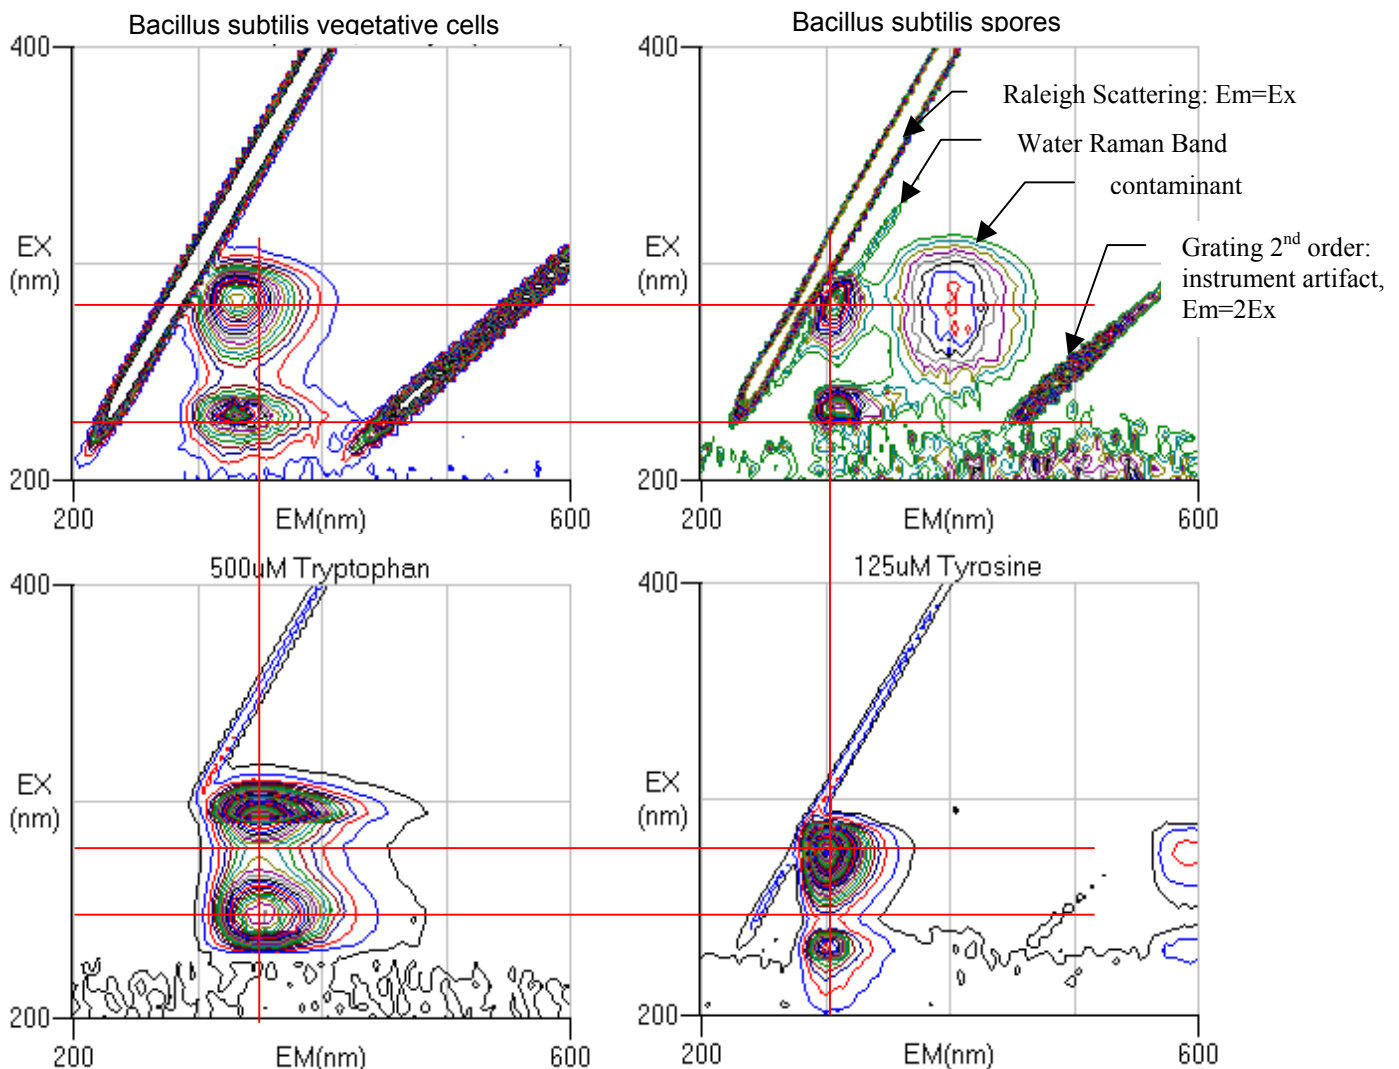 Bacillus subtilis vegetative cells
400
EX
(nm)
200
200
EM(nm)
600
Bacillus subtilis spores
400
Raleigh Scattering: Em=Ex
Water Raman Band
contaminant
Grating 2nd order:
instrument artifact,
Em=2Ex
EX
(nm)
200
200
EM(nm)
600
500uM Tryptophan
400
EX
(nm)
200
200
EM(nm)
600
125uM Tyrosine
400
EX
(nm)
200
200
EM(nm)
600